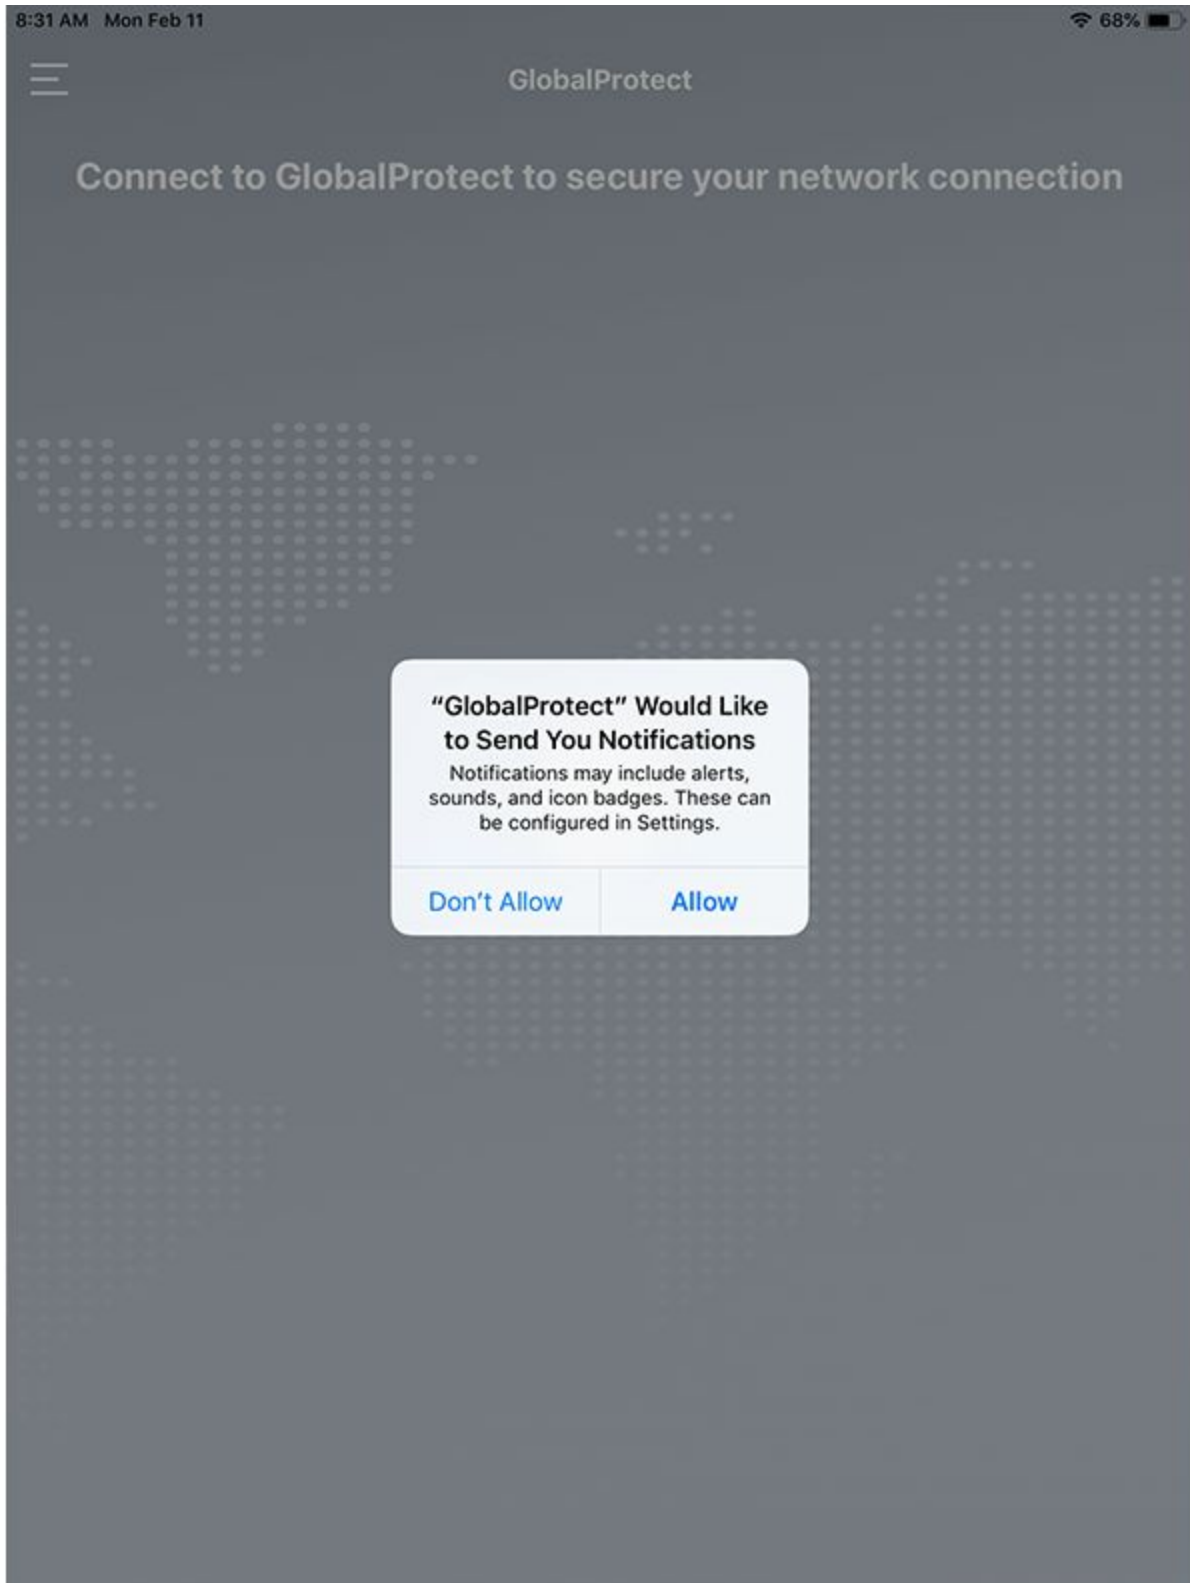 8:31 AM Mon Feb 11
68%
GlobalProtect
Connect to GlobalProtect to secure your network connection
“GlobalProtect” Would Like
to Send You Notifications
Notifications may include alerts,
sounds, and icon badges. These can
be configured in Settings.
Don't Allow
Allow